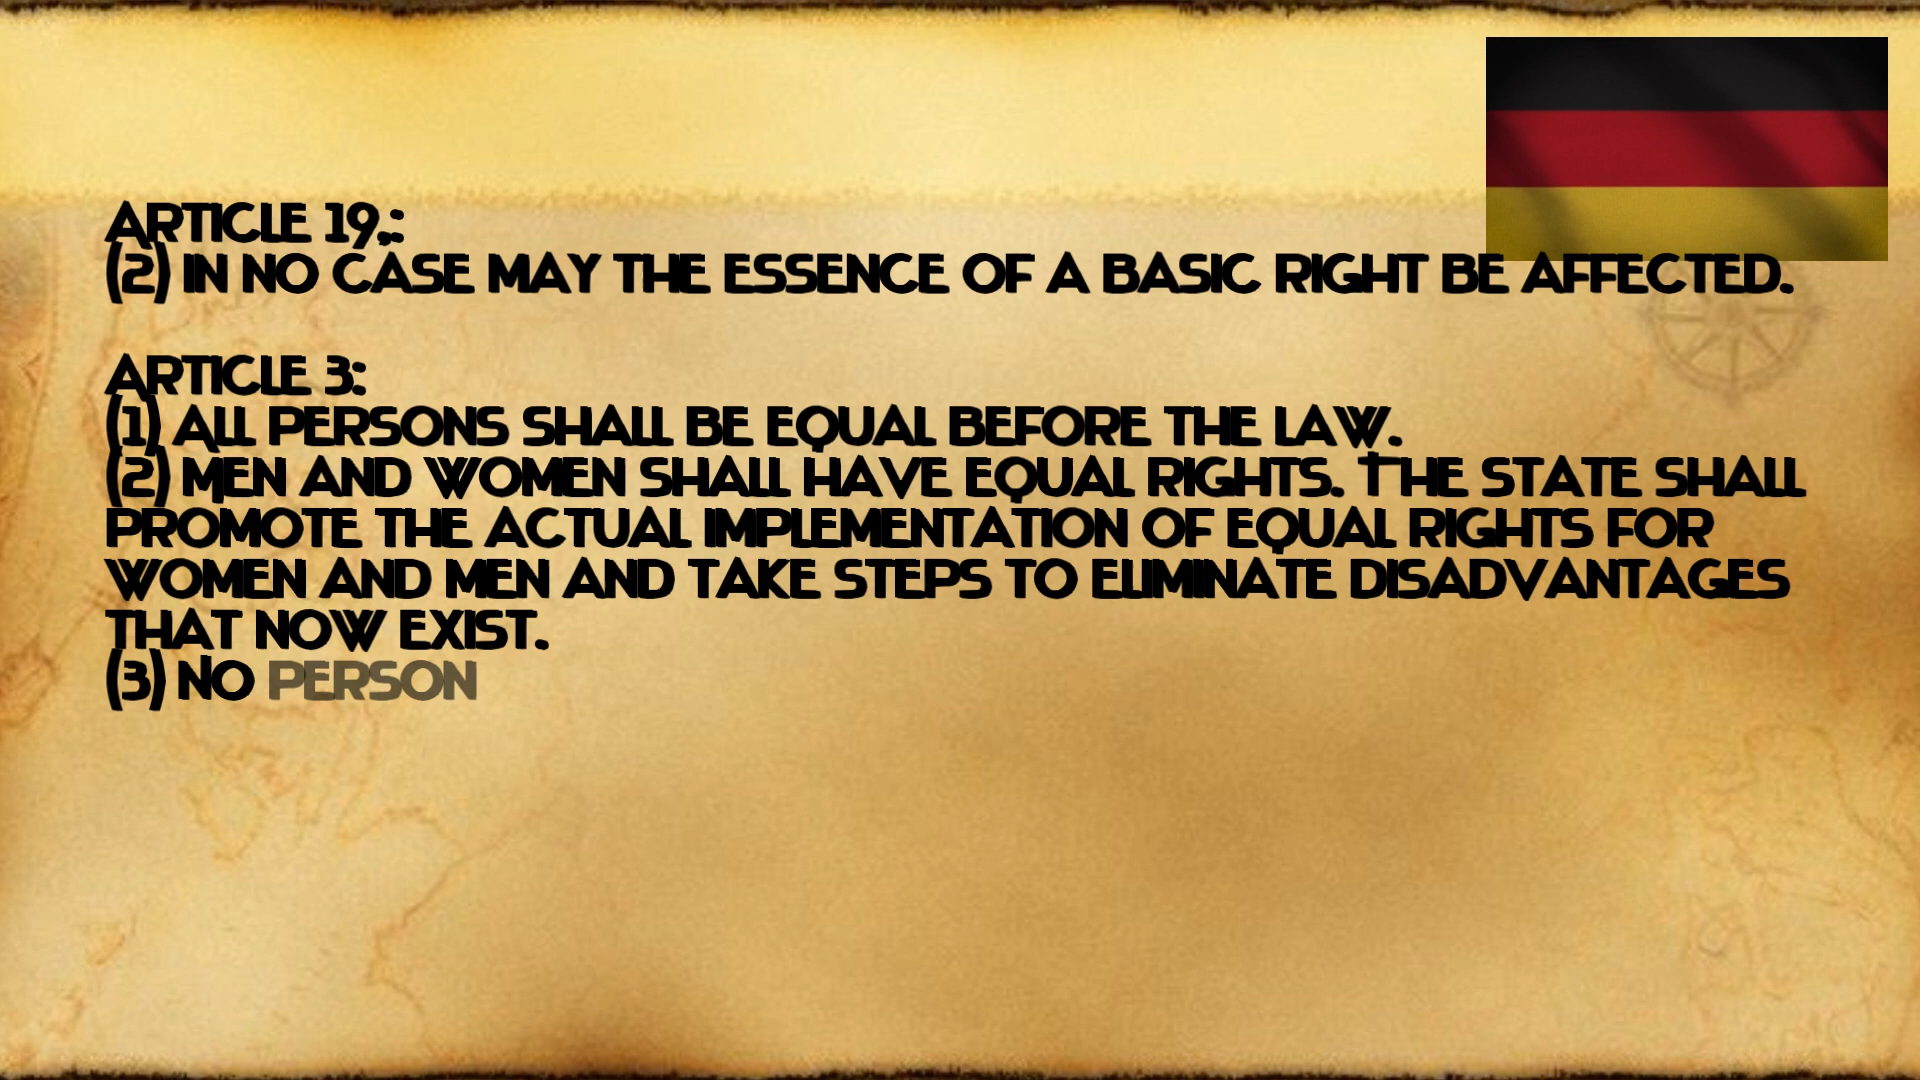 ARTICLE 19,:
(2) IN NO CASE MAY THE ESSENCE OF A BASIC RIGHT BE AFFECTED.
ARTICLE 3:
(1) ALL PERSONS SHALL BE EQUAL BEFORE THE LAW.
(2) MEN AND WOMEN SHALL HAVE EQUAL RIGHTS. THE STATE SHALL
PROMOTE THE ACTUAL IMPLEMENTATION OF EQUAL RIGHTS FOR
WOMEN AND MEN AND TAKE STEPS TO ELIMINATE DISADVANTAGES
THAT NOW EXIST.
(3) NO PERSON